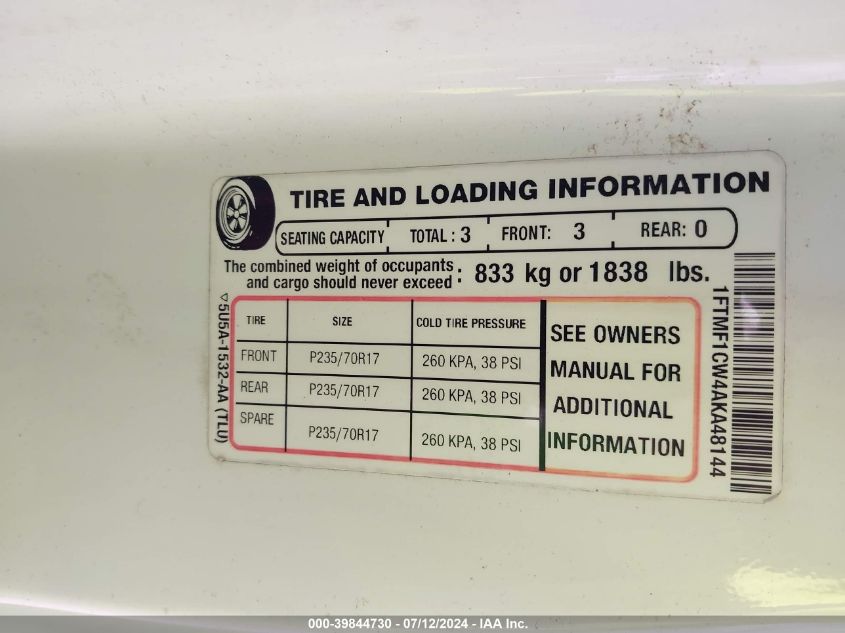 TIRE AND LOADING INFORMATION
SEATING CAPACITY TOTAL : 3 FRONT: 3 REAR: 0
The combined weight of occupants
and cargo should never exceed : 833 kg or 1838 lbs.
TIRE SIZE COLD TIRE PRESSURE
FRONT P235/70R17 260 KPA, 38 PSI
REAR P235/70R17 260 KPA, 38 PSI
SPARE P235/70R17 260 KPA, 38 PSI
SEE OWNERS
MANUAL FOR
ADDITIONAL
INFORMATION
5U5A-1532-AA (TLU)
1FTMF1CW4AKA48144
000-39844730 - 07/12/2024 - IAA Inc.